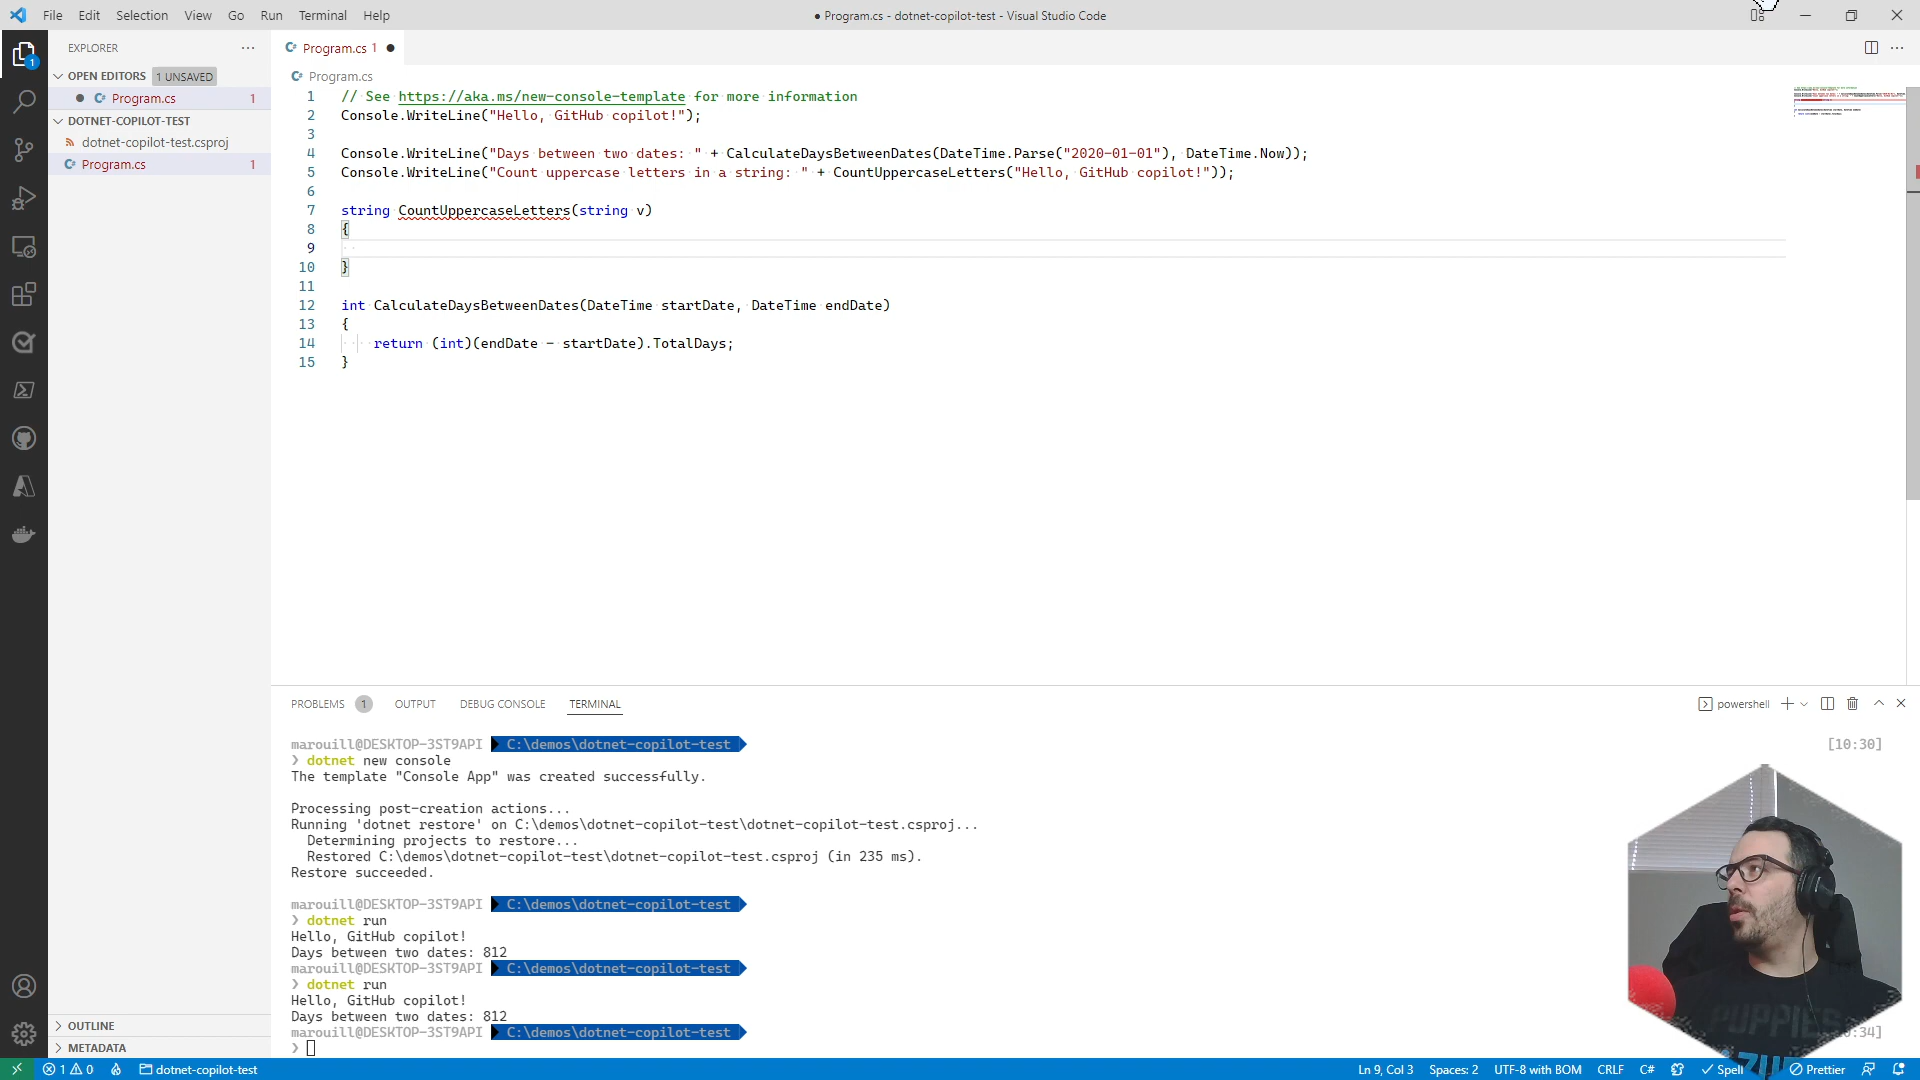 File Edit Selection View Go Run Terminal Help
● Program.cs - dotnet-copilot-test - Visual Studio Code
EXPLORER
OPEN EDITORS 1 UNSAVED
Program.cs 1
DOTNET-COPILOT-TEST
dotnet-copilot-test.csproj
Program.cs 1
OUTLINE
METADATA
1
Program.cs 1
Program.cs
1 // See https://aka.ms/new-console-template for more information
2 Console.WriteLine("Hello, GitHub copilot!");
3
4 Console.WriteLine("Days between two dates: " + CalculateDaysBetweenDates(DateTime.Parse("2020-01-01"), DateTime.Now));
5 Console.WriteLine("Count uppercase letters in a string: " + CountUppercaseLetters("Hello, GitHub copilot!"));
6
7 string CountUppercaseLetters(string v)
8 {
9
10 }
11
12 int CalculateDaysBetweenDates(DateTime startDate, DateTime endDate)
13 {
14 return (int)(endDate - startDate).TotalDays;
15 }
PROBLEMS 1 OUTPUT DEBUG CONSOLE TERMINAL
powershell
marouill@DESKTOP-3ST9API C:\demos\dotnet-copilot-test [10:30]
❯ dotnet new console
The template "Console App" was created successfully.
Processing post-creation actions...
Running 'dotnet restore' on C:\demos\dotnet-copilot-test\dotnet-copilot-test.csproj...
Determining projects to restore...
Restored C:\demos\dotnet-copilot-test\dotnet-copilot-test.csproj (in 235 ms).
Restore succeeded.
marouill@DESKTOP-3ST9API C:\demos\dotnet-copilot-test
❯ dotnet run
Hello, GitHub copilot!
Days between two dates: 812
marouill@DESKTOP-3ST9API C:\demos\dotnet-copilot-test
❯ dotnet run
Hello, GitHub copilot!
Days between two dates: 812
marouill@DESKTOP-3ST9API C:\demos\dotnet-copilot-test :34]
❯
PUPPIES
1 0 dotnet-copilot-test
Ln 9, Col 3 Spaces: 2 UTF-8 with BOM CRLF C# Spell Prettier